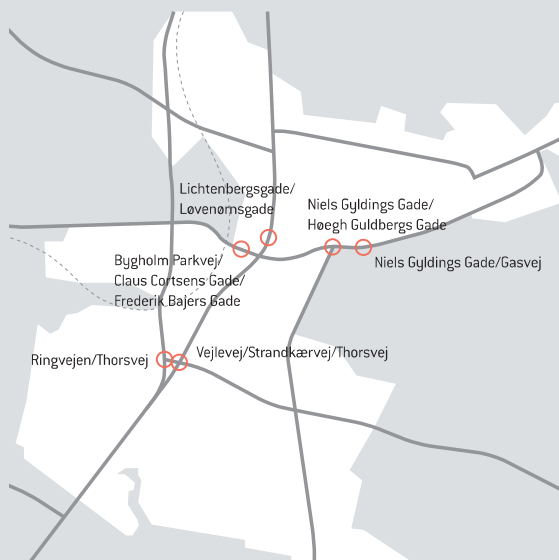 Lichtenbergsgade/
Løvenørnsgade
Niels Gyldings Gade/
Høegh Guldbergs Gade
Bygholm Parkvej/
Claus Cortsens Gade/
Frederik Bajers Gade
Niels Gyldings Gade/Gasvej
Ringvejen/Thorsvej
Vejlevej/Strandkærvej/Thorsvej